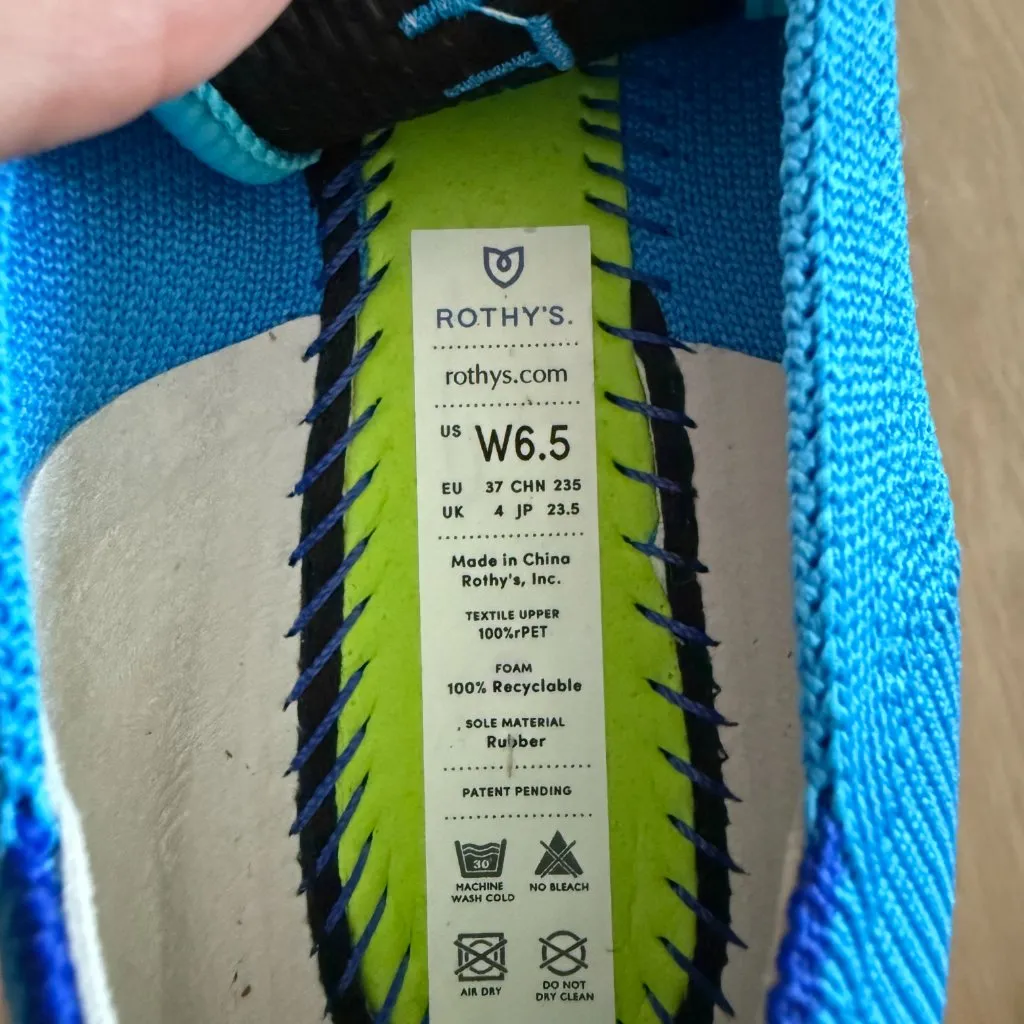 ROTHY'S.
rothys.com
US W6.5
EU 37 CHN 235
UK 4 JP 23.5
Made in China
Rothy's, Inc.
TEXTILE UPPER
100%rPET
FOAM
100% Recyclable
SOLE MATERIAL
Rubber
PATENT PENDING
30°
MACHINE
WASH COLD
NO BLEACH
AIR DRY
DO NOT
DRY CLEAN